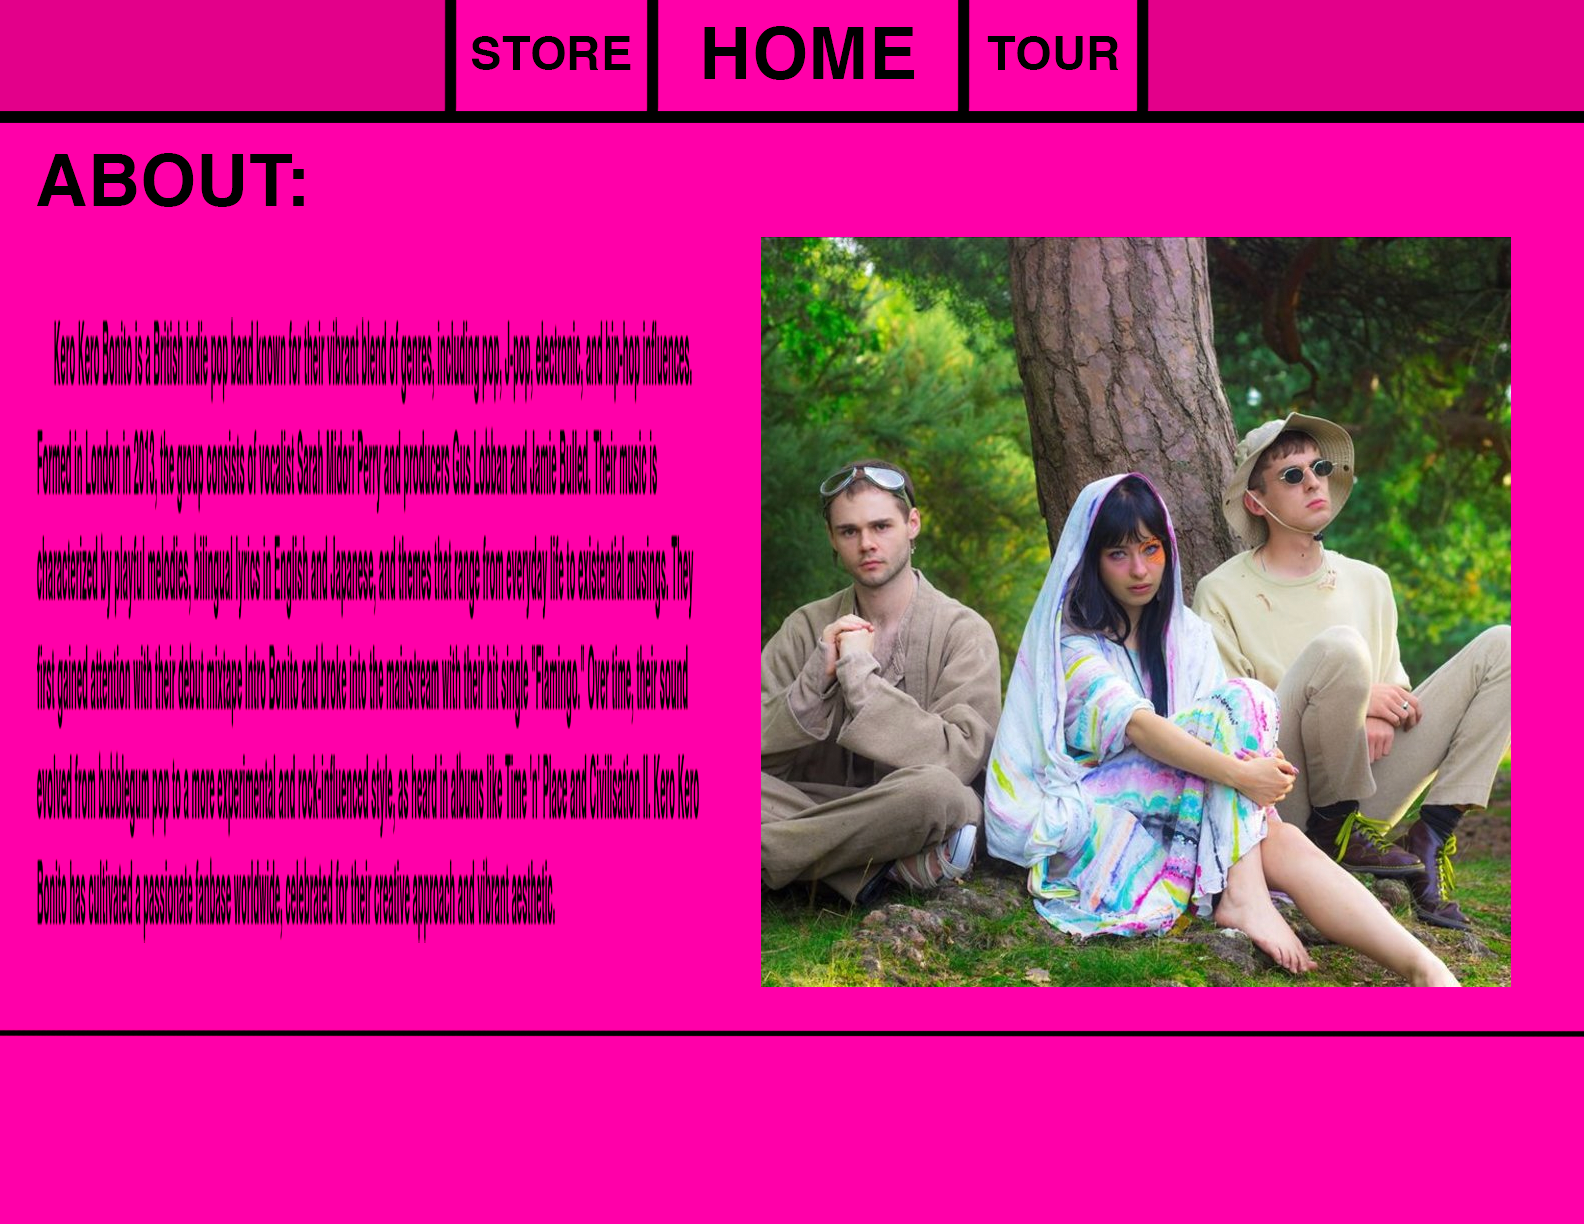 STORE HOME TOUR
ABOUT:
Kero Kero Bonito is a British indie pop band known for their vibrant blend of genres, including pop, J-pop, electronic, and hip-hop influences.
Formed in London in 2013, the group consists of vocalist Sarah Midori Perry and producers Gus Lobban and Jamie Bulled. Their music is
characterized by playful melodies, bilingual lyrics in English and Japanese, and themes that range from everyday life to existential musings. They
first gained attention with their debut mixtape Intro Bonito and broke into the mainstream with their hit single "Flamingo." Over time, their sound
evolved from bubblegum pop to a more experimental and rock-influenced style, as heard in albums like Time 'n' Place and Civilisation II. Kero Kero
Bonito has cultivated a passionate fanbase worldwide, celebrated for their creative approach and vibrant aesthetic.